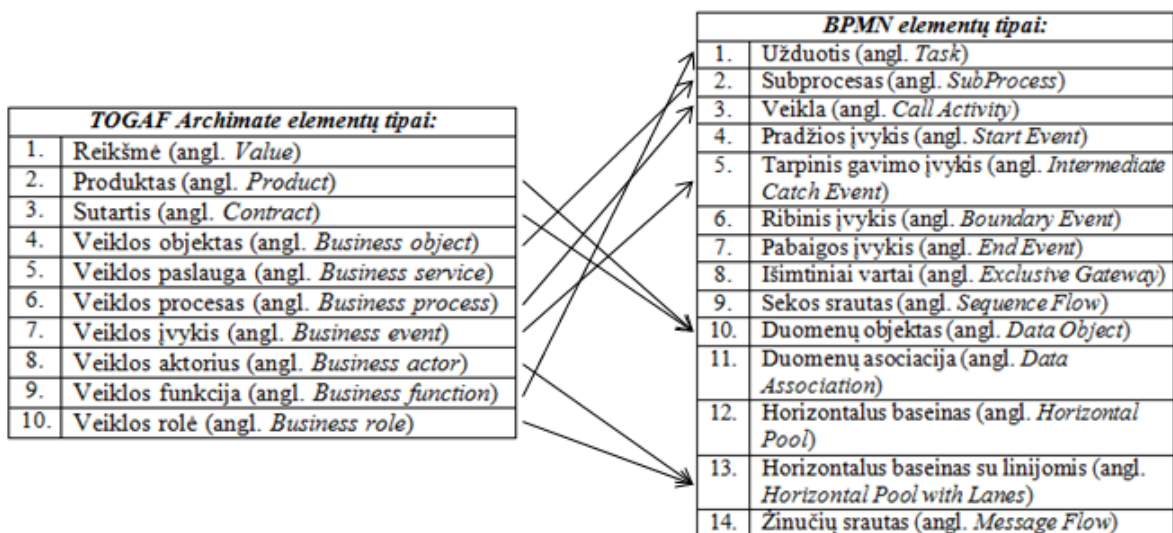 TOGAF Archimate elementų tipai:
1. Reikšmė (angl. Value)
2. Produktas (angl. Product)
3. Sutartis (angl. Contract)
4. Veiklos objektas (angl. Business object)
5. Veiklos paslauga (angl. Business service)
6. Veiklos procesas (angl. Business process)
7. Veiklos įvykis (angl. Business event)
8. Veiklos aktorius (angl. Business actor)
9. Veiklos funkcija (angl. Business function)
10. Veiklos rolė (angl. Business role)
BPMN elementų tipai:
1. Užduotis (angl. Task)
2. Subprocesas (angl. SubProcess)
3. Veikla (angl. Call Activity)
4. Pradžios įvykis (angl. Start Event)
5. Tarpinis gavimo įvykis (angl. Intermediate
Catch Event)
6. Ribinis įvykis (angl. Boundary Event)
7. Pabaigos įvykis (angl. End Event)
8. Išimtiniai vartai (angl. Exclusive Gateway)
9. Sekos srautas (angl. Sequence Flow)
10. Duomenų objektas (angl. Data Object)
11. Duomenų asociacija (angl. Data
Association)
12. Horizontalus baseinas (angl. Horizontal
Pool)
13. Horizontalus baseinas su linijomis (angl.
Horizontal Pool with Lanes)
14. Žinučių srautas (angl. Message Flow)